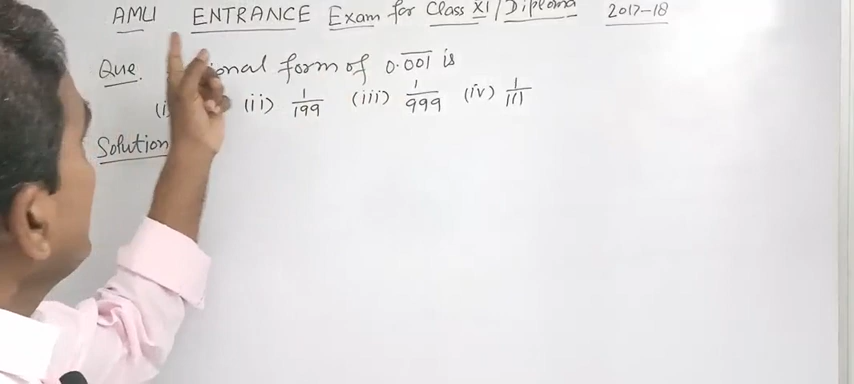 AMU ENTRANCE Exam for Class XI / Diploma 2017-18
Que. form of 0.\overline{001} is
(ii) 1/199 (iii) 1/999 (iv) 1/111
Solution